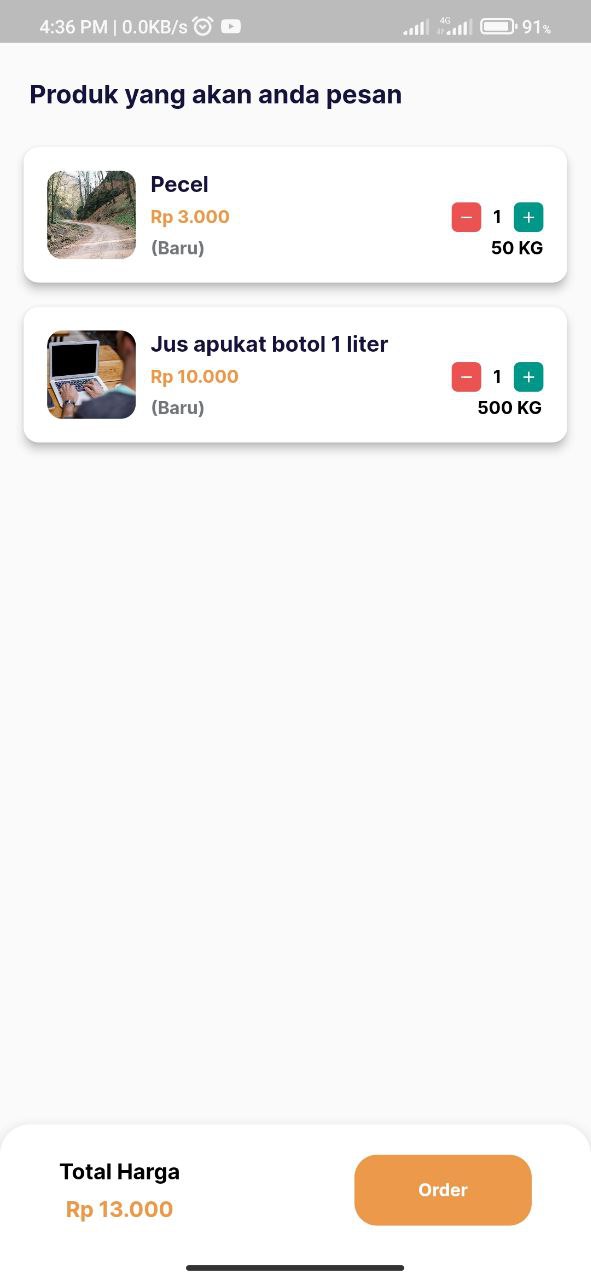 4:36 PM | 0.0KB/s
4G
91%
Produk yang akan anda pesan
Pecel
Rp 3.000
1
(Baru)
50 KG
Jus apukat botol 1 liter
Rp 10.000
1
(Baru)
500 KG
Total Harga
Rp 13.000
Order